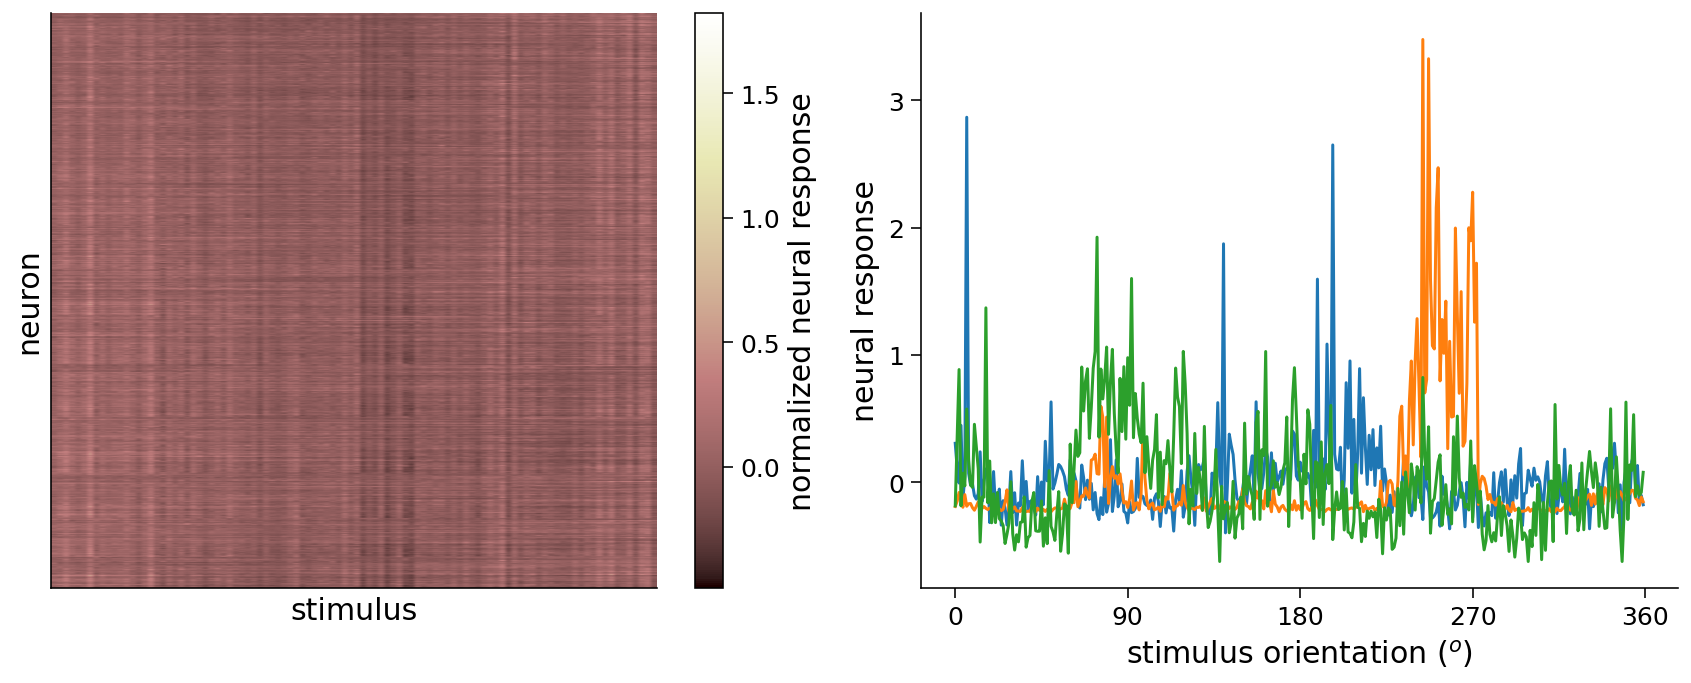 neuron
stimulus
1.5
1.0
0.5
0.0
normalized neural response
neural response
3
2
1
0
0
90
180
270
360
stimulus orientation (º)